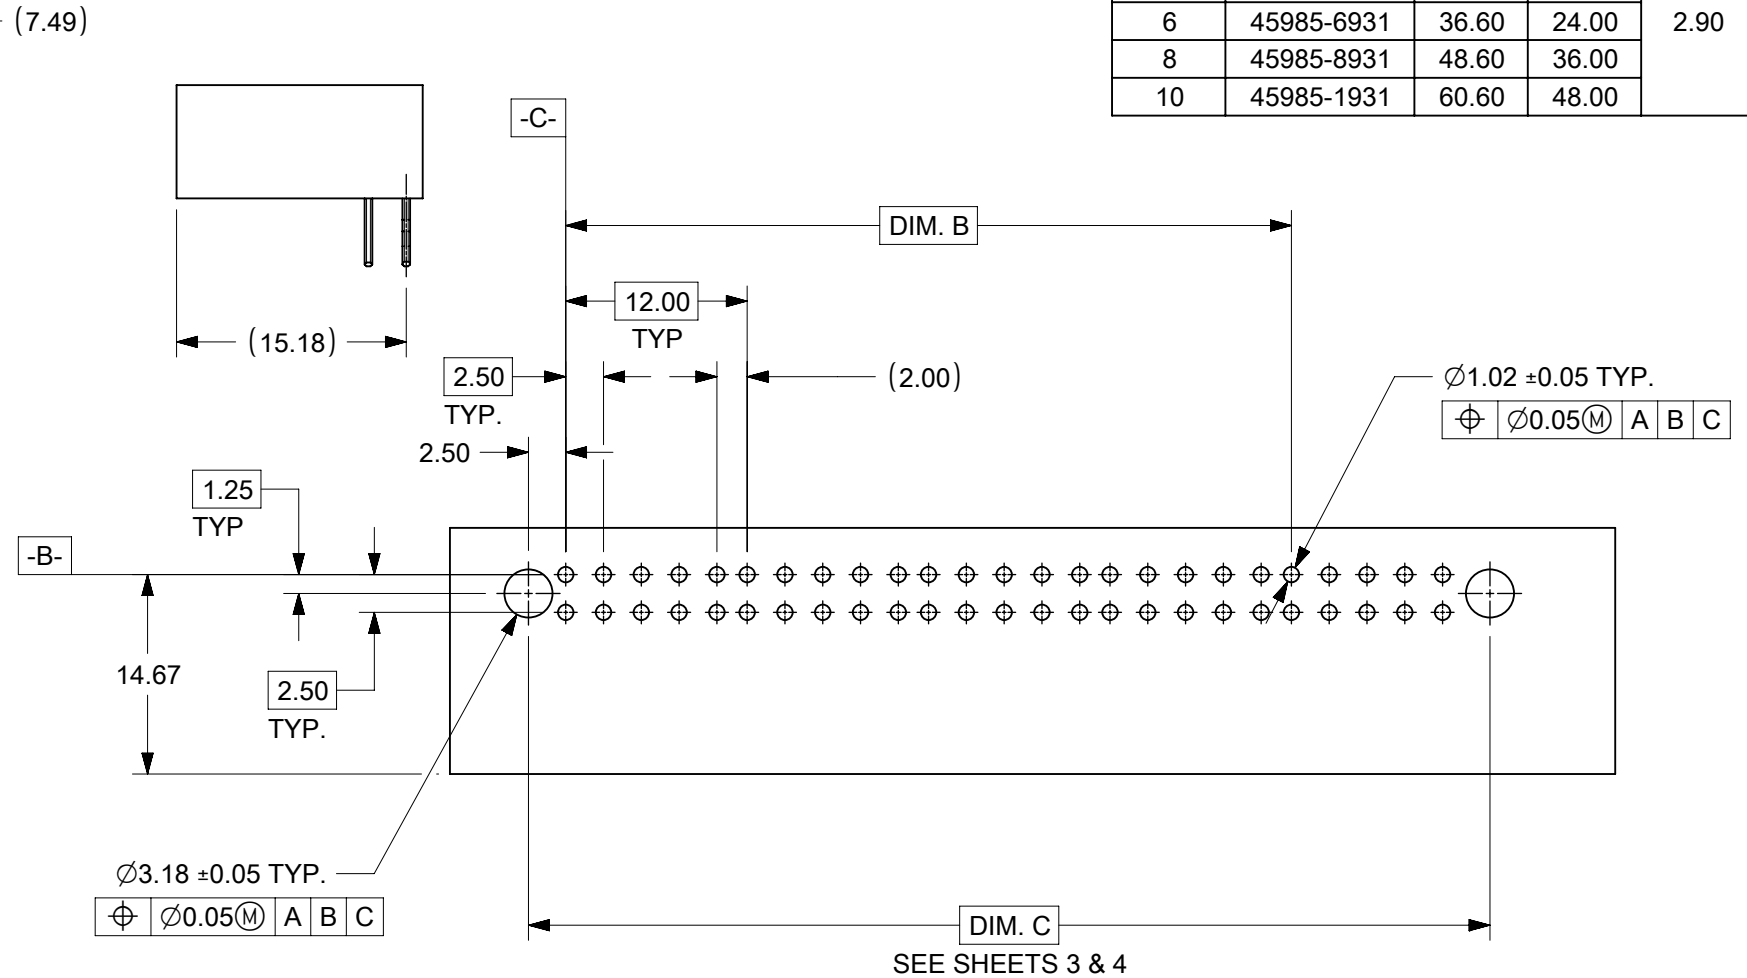 (7.49)
6 45985-6931 36.60 24.00 2.90
8 45985-8931 48.60 36.00
10 45985-1931 60.60 48.00
-C-
DIM. B
12.00
TYP
(15.18)
2.50
TYP.
(2.00)
Ø1.02 ±0.05 TYP.
⌖ Ø0.05Ⓜ A B C
2.50
1.25
TYP
-B-
14.67
2.50
TYP.
Ø3.18 ±0.05 TYP.
⌖ Ø0.05Ⓜ A B C
DIM. C
SEE SHEETS 3 & 4